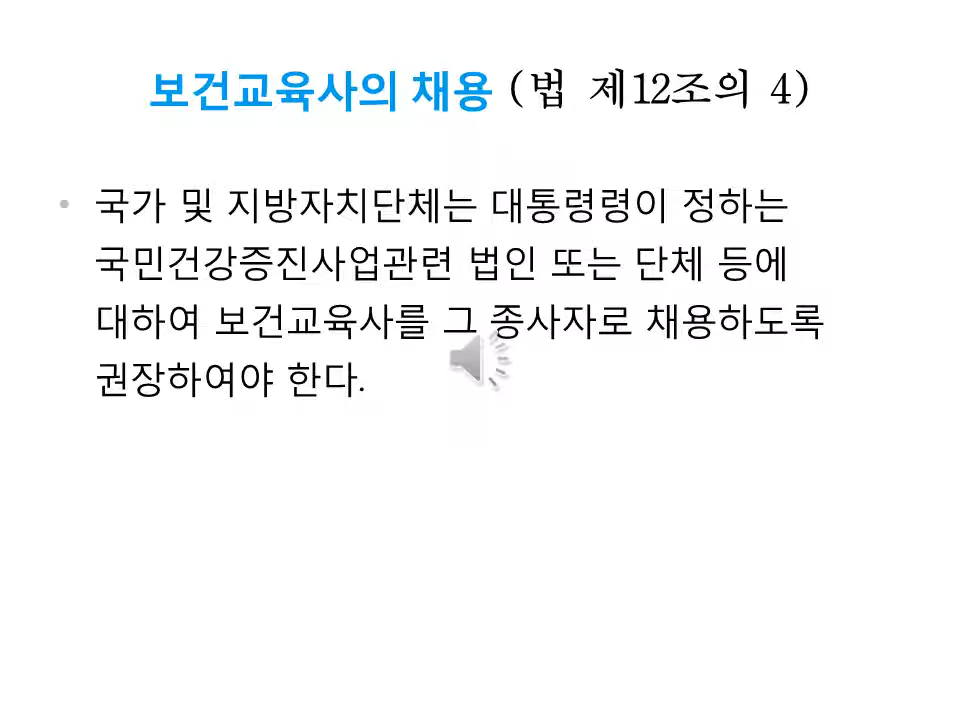 보건교육사의 채용 (법 제12조의 4)
• 국가 및 지방자치단체는 대통령령이 정하는
국민건강증진사업관련 법인 또는 단체 등에
대하여 보건교육사를 그 종사자로 채용하도록
권장하여야 한다.